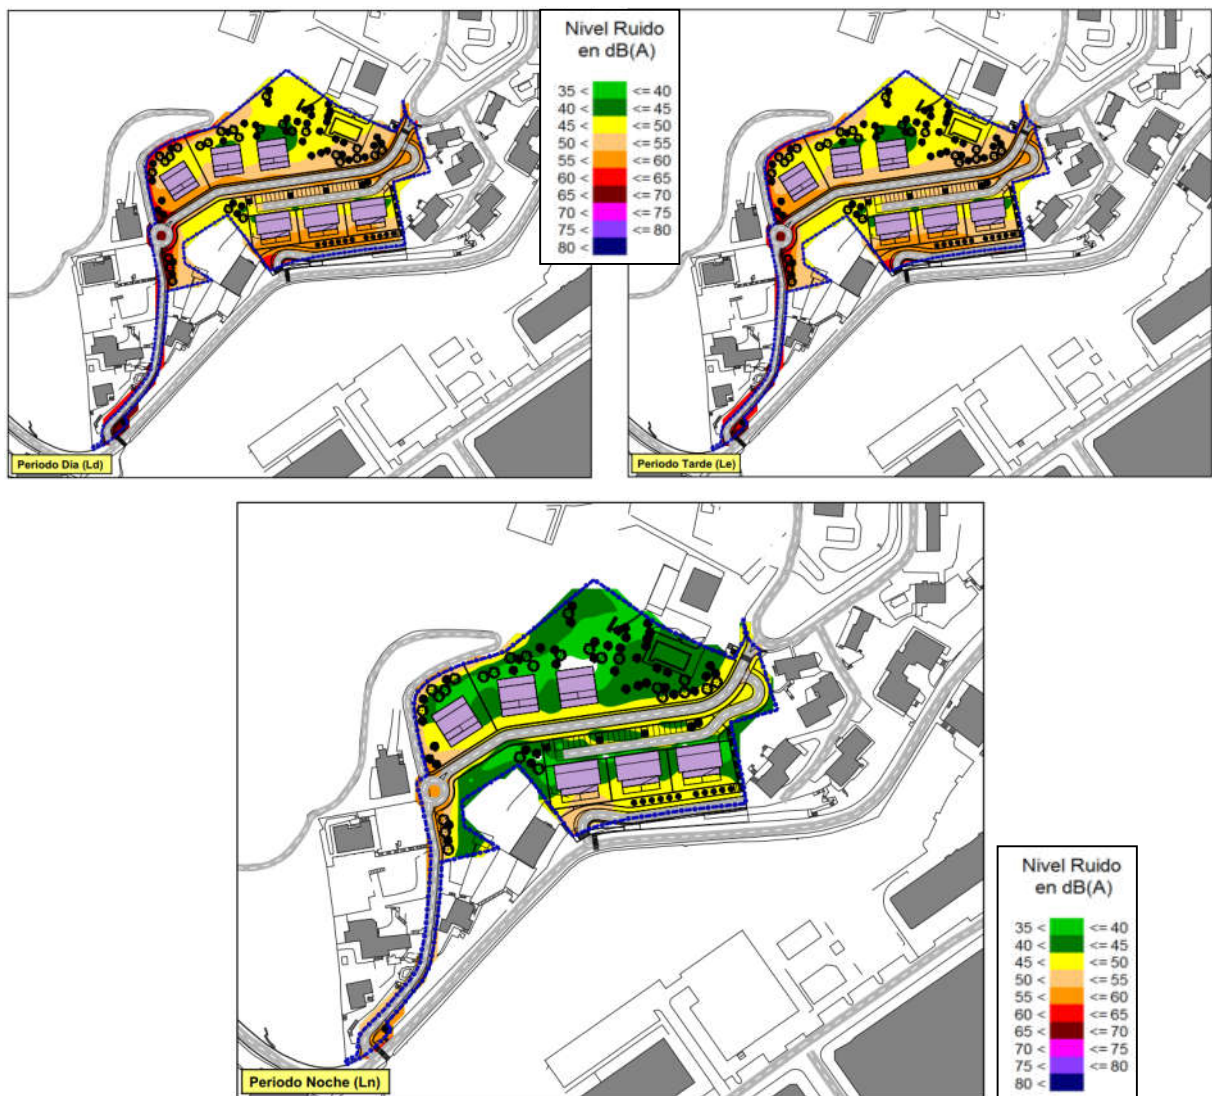 Nivel Ruido
en dB(A)
35 < <= 40
40 < <= 45
45 < <= 50
50 < <= 55
55 < <= 60
60 < <= 65
65 < <= 70
70 < <= 75
75 < <= 80
80 <
Periodo Dia (Ld)
Periodo Tarde (Le)
Periodo Noche (Ln)
Nivel Ruido
en dB(A)
35 < <= 40
40 < <= 45
45 < <= 50
50 < <= 55
55 < <= 60
60 < <= 65
65 < <= 70
70 < <= 75
75 < <= 80
80 <